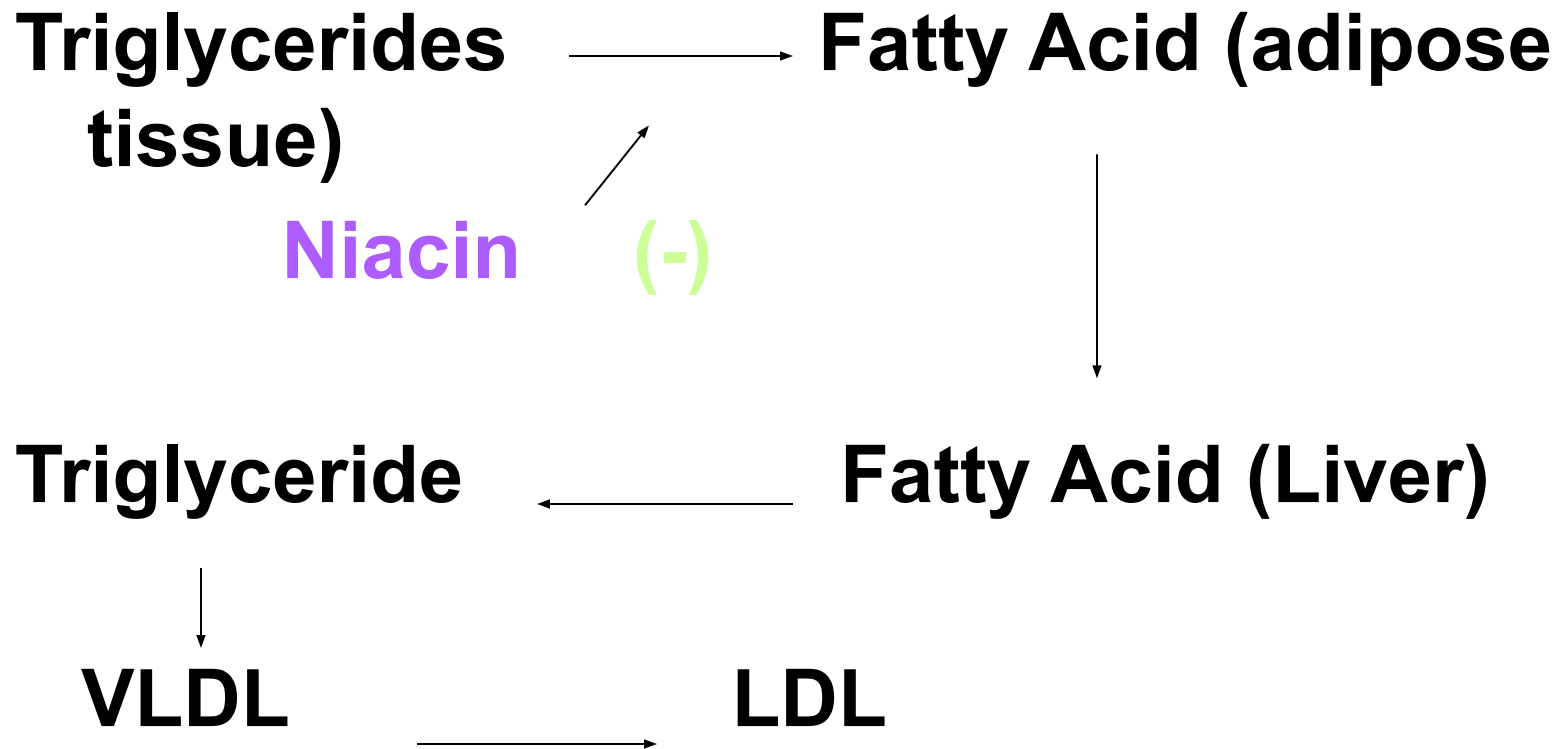 Triglycerides Fatty Acid (adipose
tissue)
Niacin (-)
Triglyceride Fatty Acid (Liver)
VLDL LDL